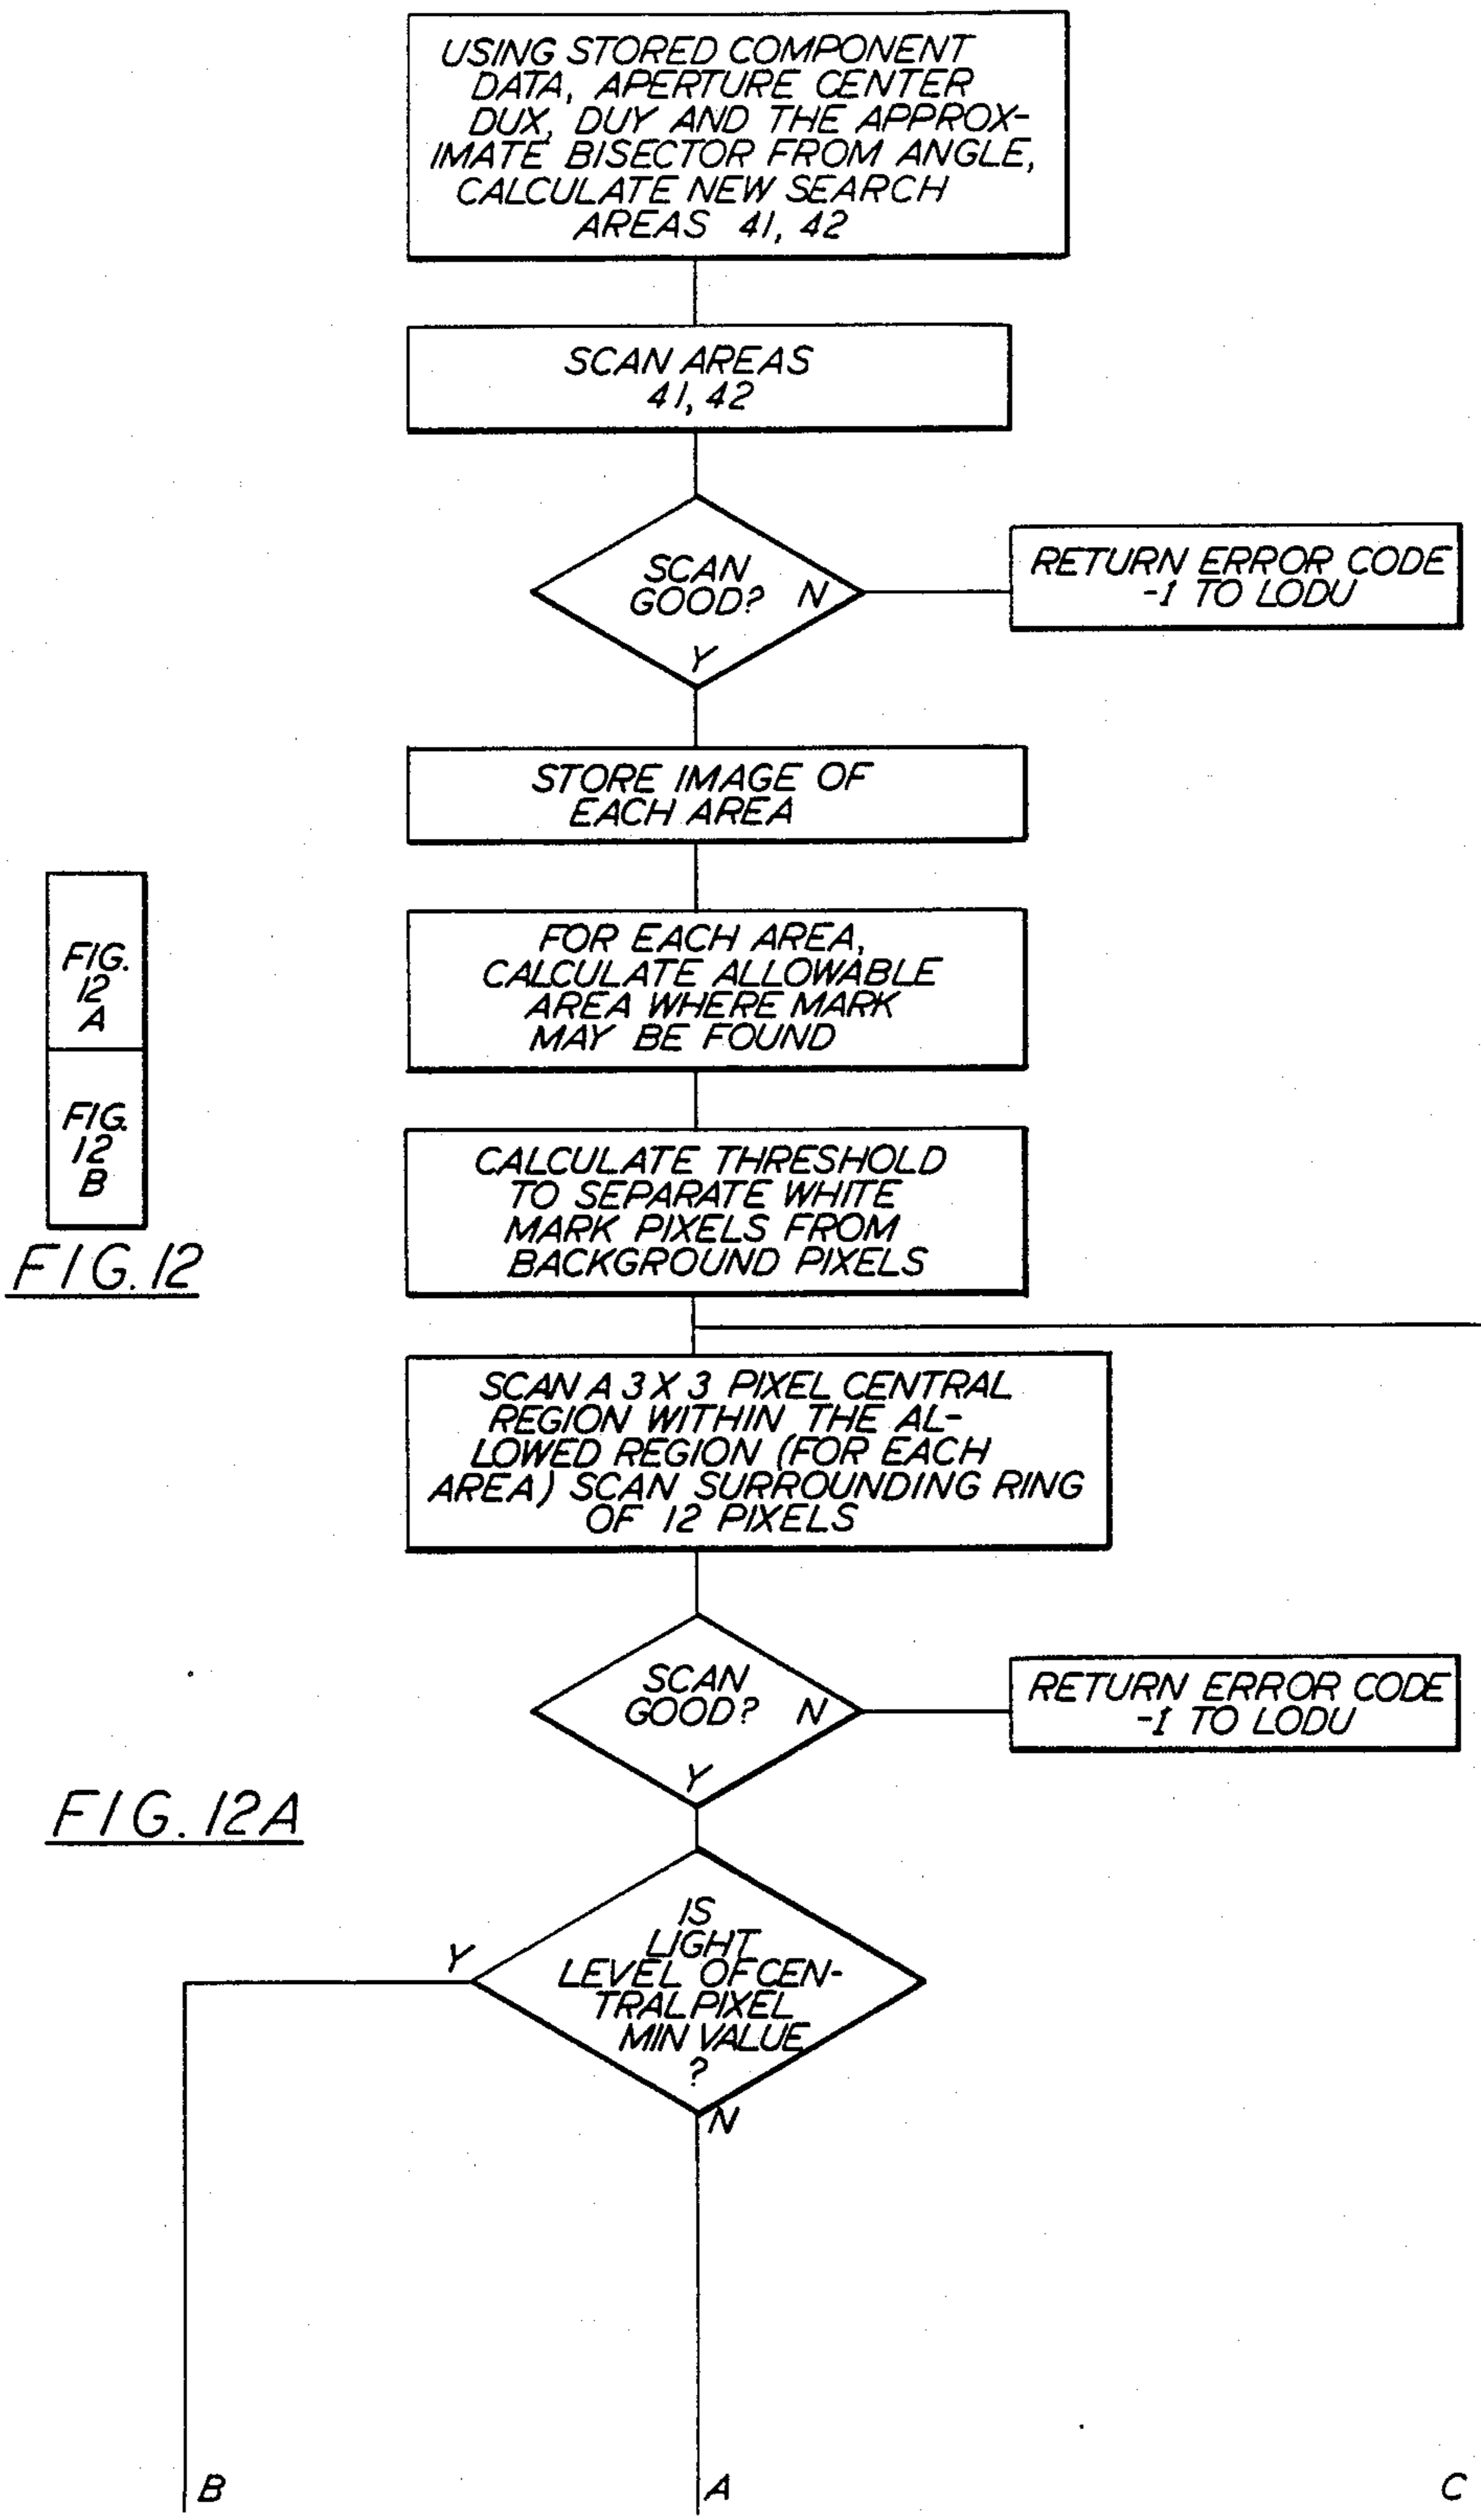 USING STORED COMPONENT
DATA, APERTURE CENTER
DUX, DUY AND THE APPROX-
IMATE BISECTOR FROM ANGLE,
CALCULATE NEW SEARCH
AREAS 41, 42
SCAN AREAS
41, 42
SCAN
GOOD? N
Y
RETURN ERROR CODE
-1 TO LODU
STORE IMAGE OF
EACH AREA
FOR EACH AREA,
CALCULATE ALLOWABLE
AREA WHERE MARK
MAY BE FOUND
FIG.
12
A
FIG.
12
B
FIG. 12
CALCULATE THRESHOLD
TO SEPARATE WHITE
MARK PIXELS FROM
BACKGROUND PIXELS
SCAN A 3 X 3 PIXEL CENTRAL
REGION WITHIN THE AL-
LOWED REGION (FOR EACH
AREA) SCAN SURROUNDING RING
OF 12 PIXELS
SCAN
GOOD? N
Y
RETURN ERROR CODE
-1 TO LODU
FIG. 12A
IS
LIGHT
LEVEL OF CEN-
TRAL PIXEL
MIN VALUE
?
Y
N
B
A
C